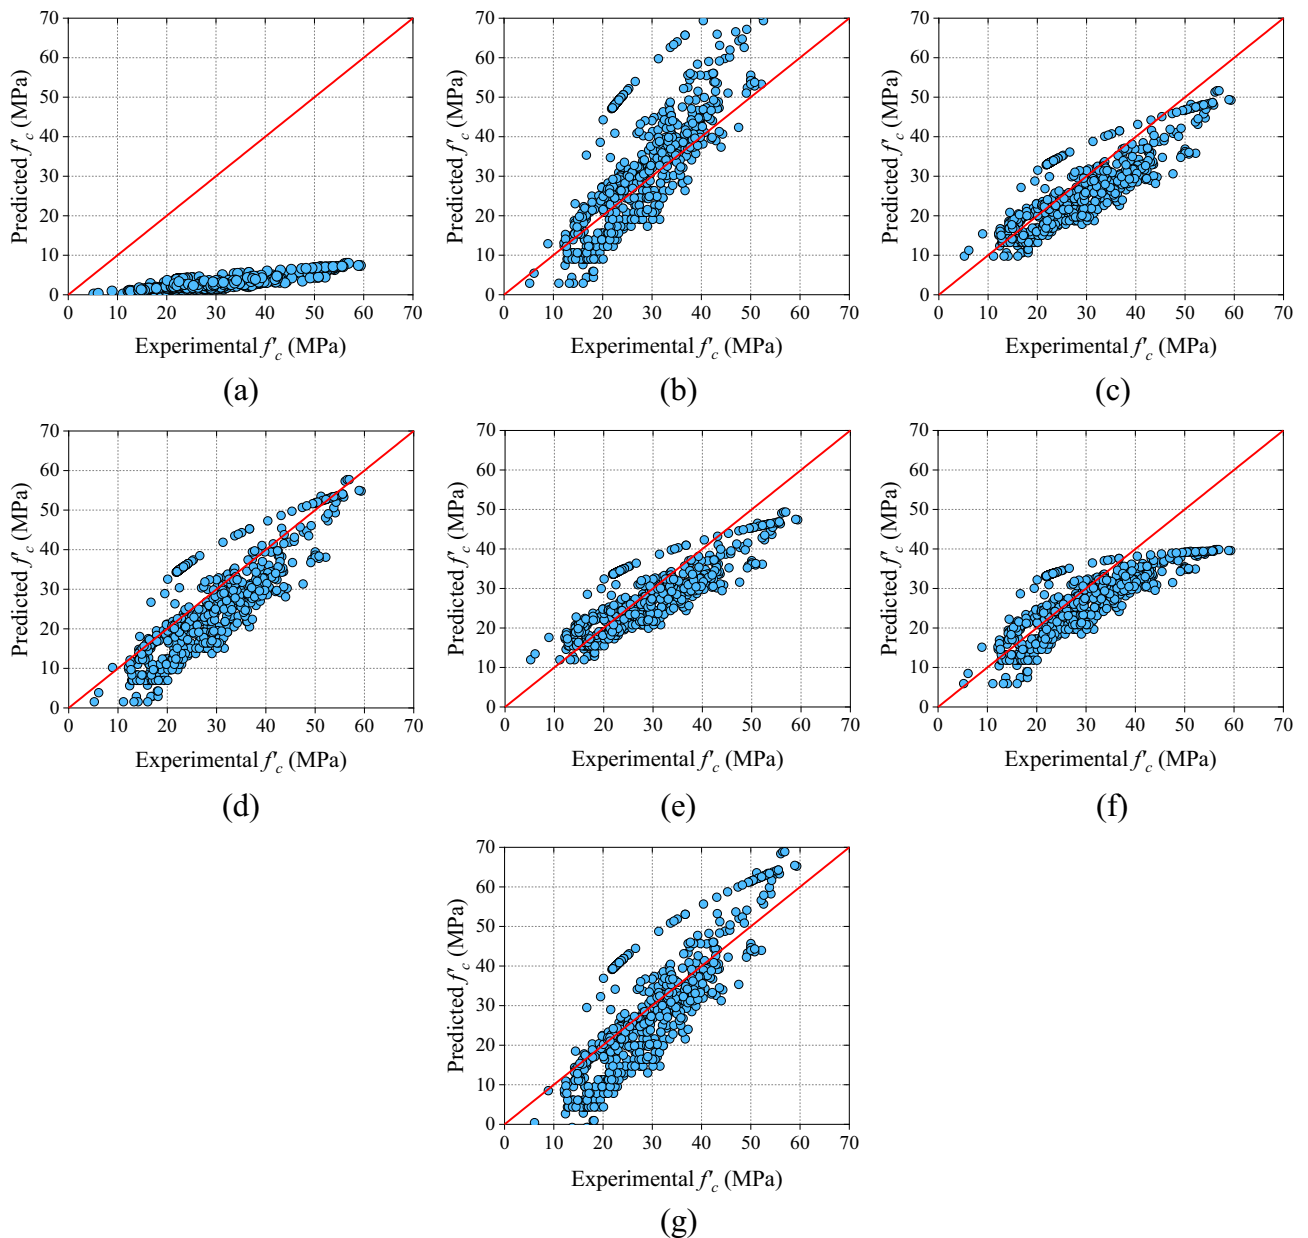 70 70 70
60 60 60
50 50 50
40 40 40
30 30 30
20 20 20
10 10 10
0 0 0
Predicted f'c (MPa) Predicted f'c (MPa) Predicted f'c (MPa)
0 10 20 30 40 50 60 70 0 10 20 30 40 50 60 70 0 10 20 30 40 50 60 70
Experimental f'c (MPa) Experimental f'c (MPa) Experimental f'c (MPa)
(a) (b) (c)
70 70 70
60 60 60
50 50 50
40 40 40
30 30 30
20 20 20
10 10 10
0 0 0
Predicted f'c (MPa) Predicted f'c (MPa) Predicted f'c (MPa)
0 10 20 30 40 50 60 70 0 10 20 30 40 50 60 70 0 10 20 30 40 50 60 70
Experimental f'c (MPa) Experimental f'c (MPa) Experimental f'c (MPa)
(d) (e) (f)
70
60
50
40
30
20
10
0
Predicted f'c (MPa)
0 10 20 30 40 50 60 70
Experimental f'c (MPa)
(g)